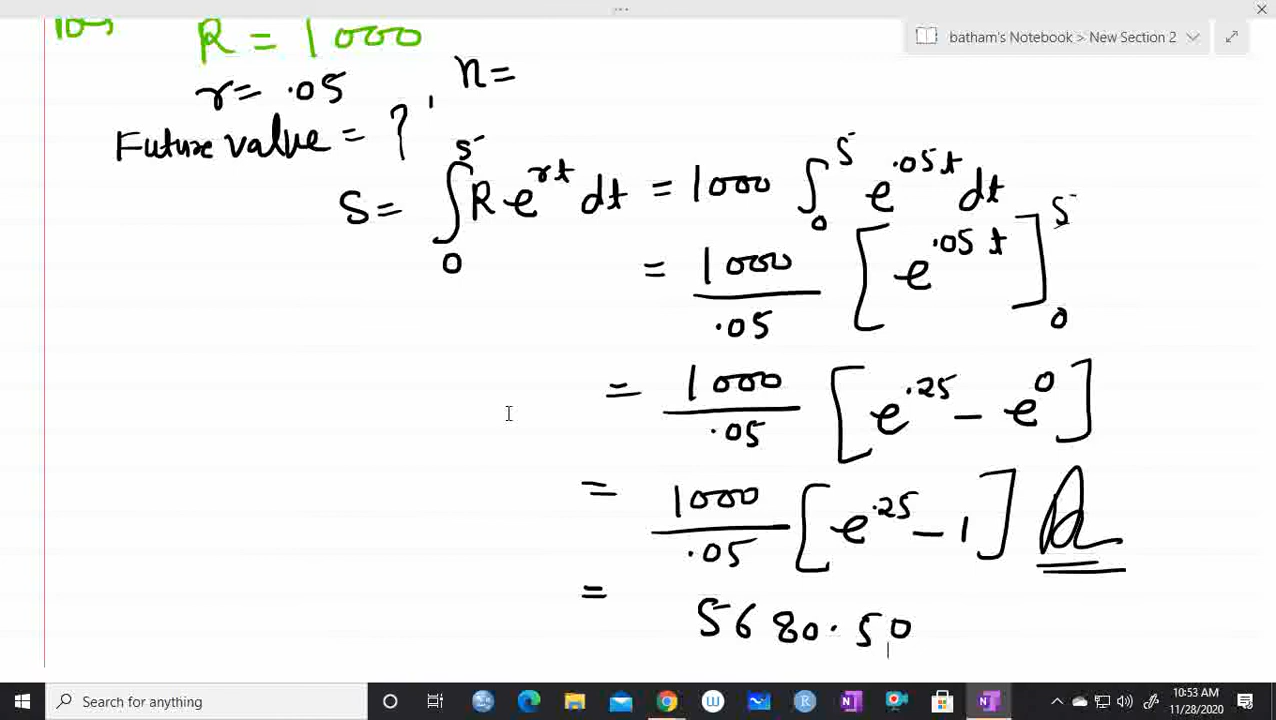 batham's Notebook > New Section 2
R = 1000
r = .05 , n =
Future value = ?
S = ∫₀⁵ R e^{rt} dt = 1000 ∫₀⁵ e^{.05t} dt
= 1000/.05 [e^{.05t}]₀⁵
= 1000/.05 [e^{.25} - e^0]
= 1000/.05 [e^{.25} - 1]
= 5680.50
Search for anything
10:53 AM
11/28/2020